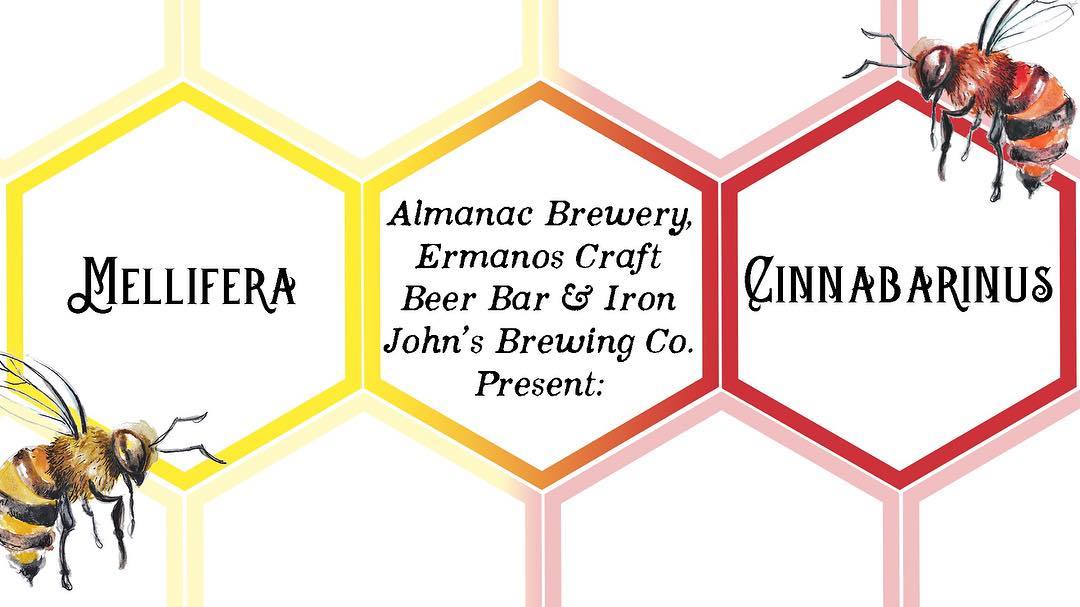 Mellifera
Almanac Brewery,
Ermanos Craft
Beer Bar & Iron
John's Brewing Co.
Present:
Cinnabarinus